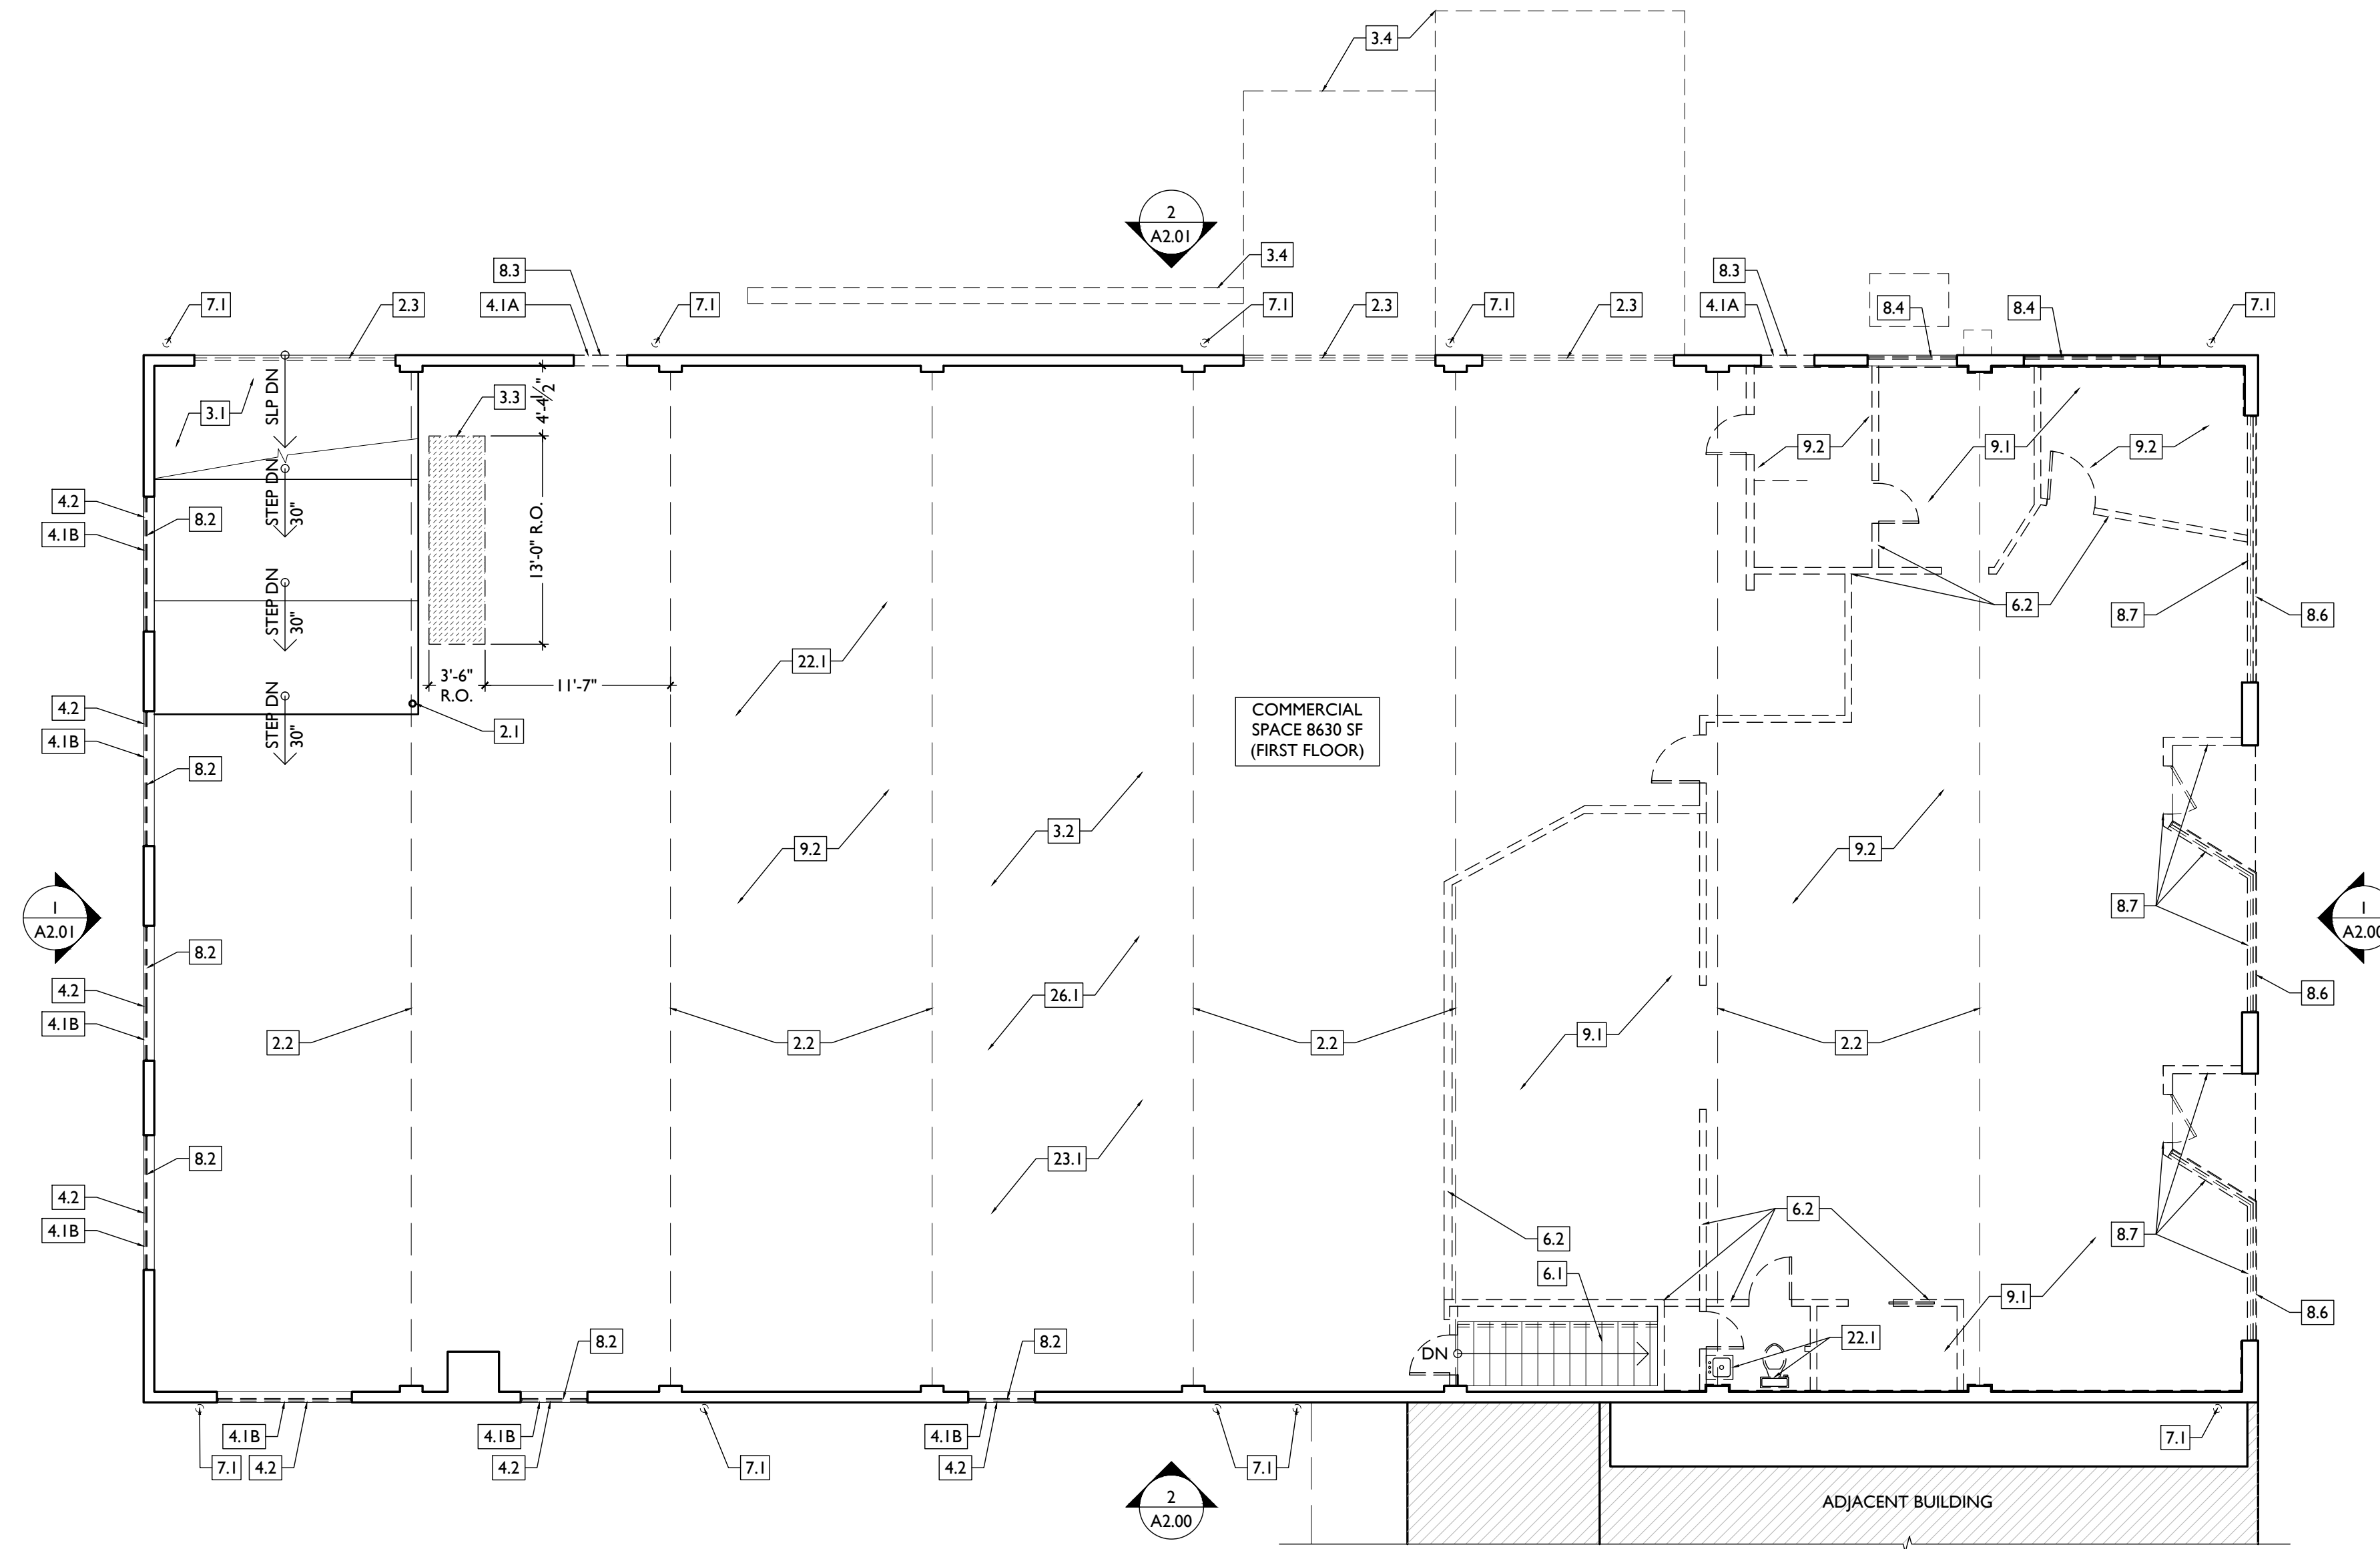 3.4
2
A2.01
3.4
8.3
8.3
7.1
2.3
4.1A
7.1
7.1
2.3
7.1
2.3
4.1A
8.4
8.4
7.1
SLP DN
3.1
3.3
4'-4½"
9.2
9.1
9.2
STEP DN
30"
4.2
4.1B
8.2
13'-0" R.O.
STEP DN
30"
6.2
8.7
8.6
22.1
3'-6"
R.O.
11'-7"
STEP DN
30"
4.2
4.1B
2.1
COMMERCIAL
SPACE 8630 SF
(FIRST FLOOR)
8.2
3.2
9.2
9.2
8.7
1
A2.01
1
A2.00
8.2
4.2
4.1B
26.1
8.6
2.2
2.2
2.2
9.1
2.2
8.2
4.2
4.1B
23.1
6.2
6.2
8.7
6.1
9.1
8.6
8.2
8.2
DN
22.1
4.1B
4.1B
4.1B
7.1
7.1
4.2
4.2
7.1
4.2
7.1
2
A2.00
ADJACENT BUILDING